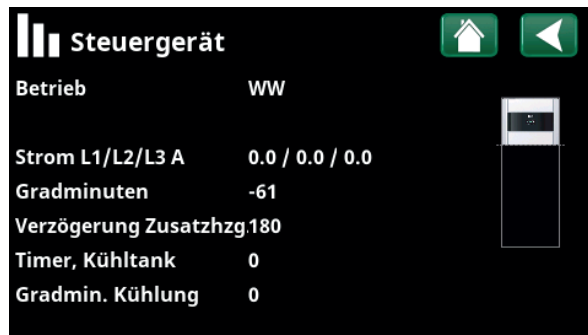 Steuergerät
Betrieb WW
Strom L1/L2/L3 A 0.0 / 0.0 / 0.0
Gradminuten -61
Verzögerung Zusatzhzg.180
Timer, Kühltank 0
Gradmin. Kühlung 0